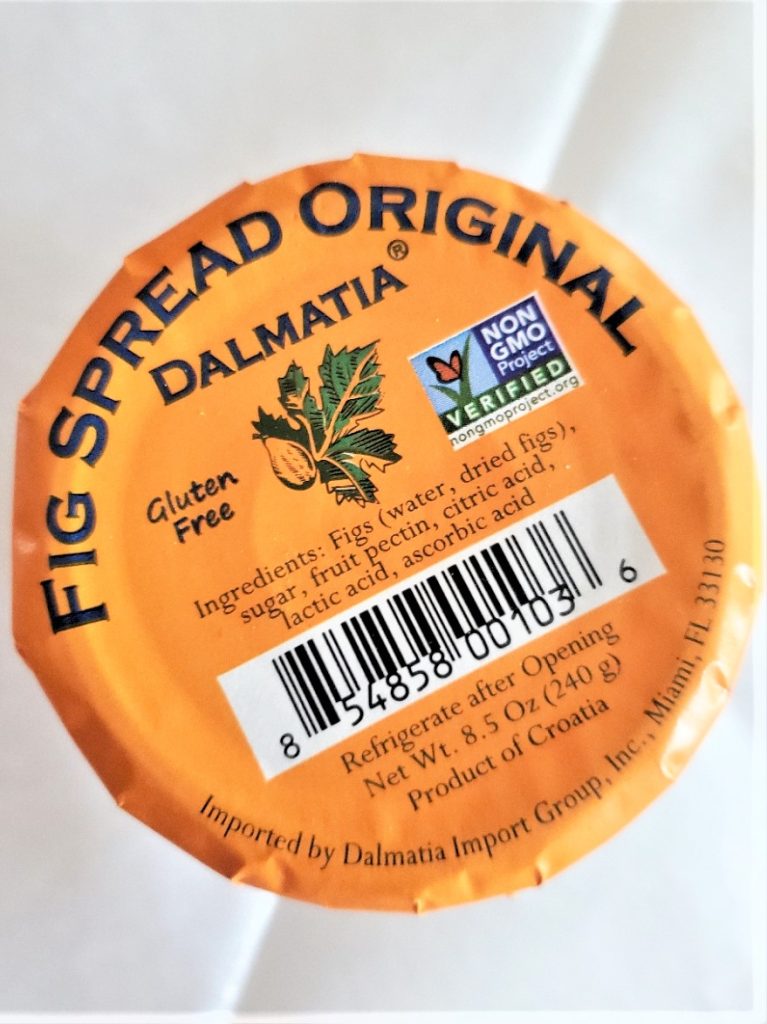 FIG SPREAD ORIGINAL
DALMATIA®
NON
GMO
Project
VERIFIED
nongmoproject.org
Gluten
Free
Ingredients: Figs (water, dried figs),
sugar, fruit pectin, citric acid,
lactic acid, ascorbic acid
8 54858 00103 6
Refrigerate after Opening
Net Wt. 8.5 Oz (240 g)
Product of Croatia
Imported by Dalmatia Import Group, Inc., Miami, FL 33130